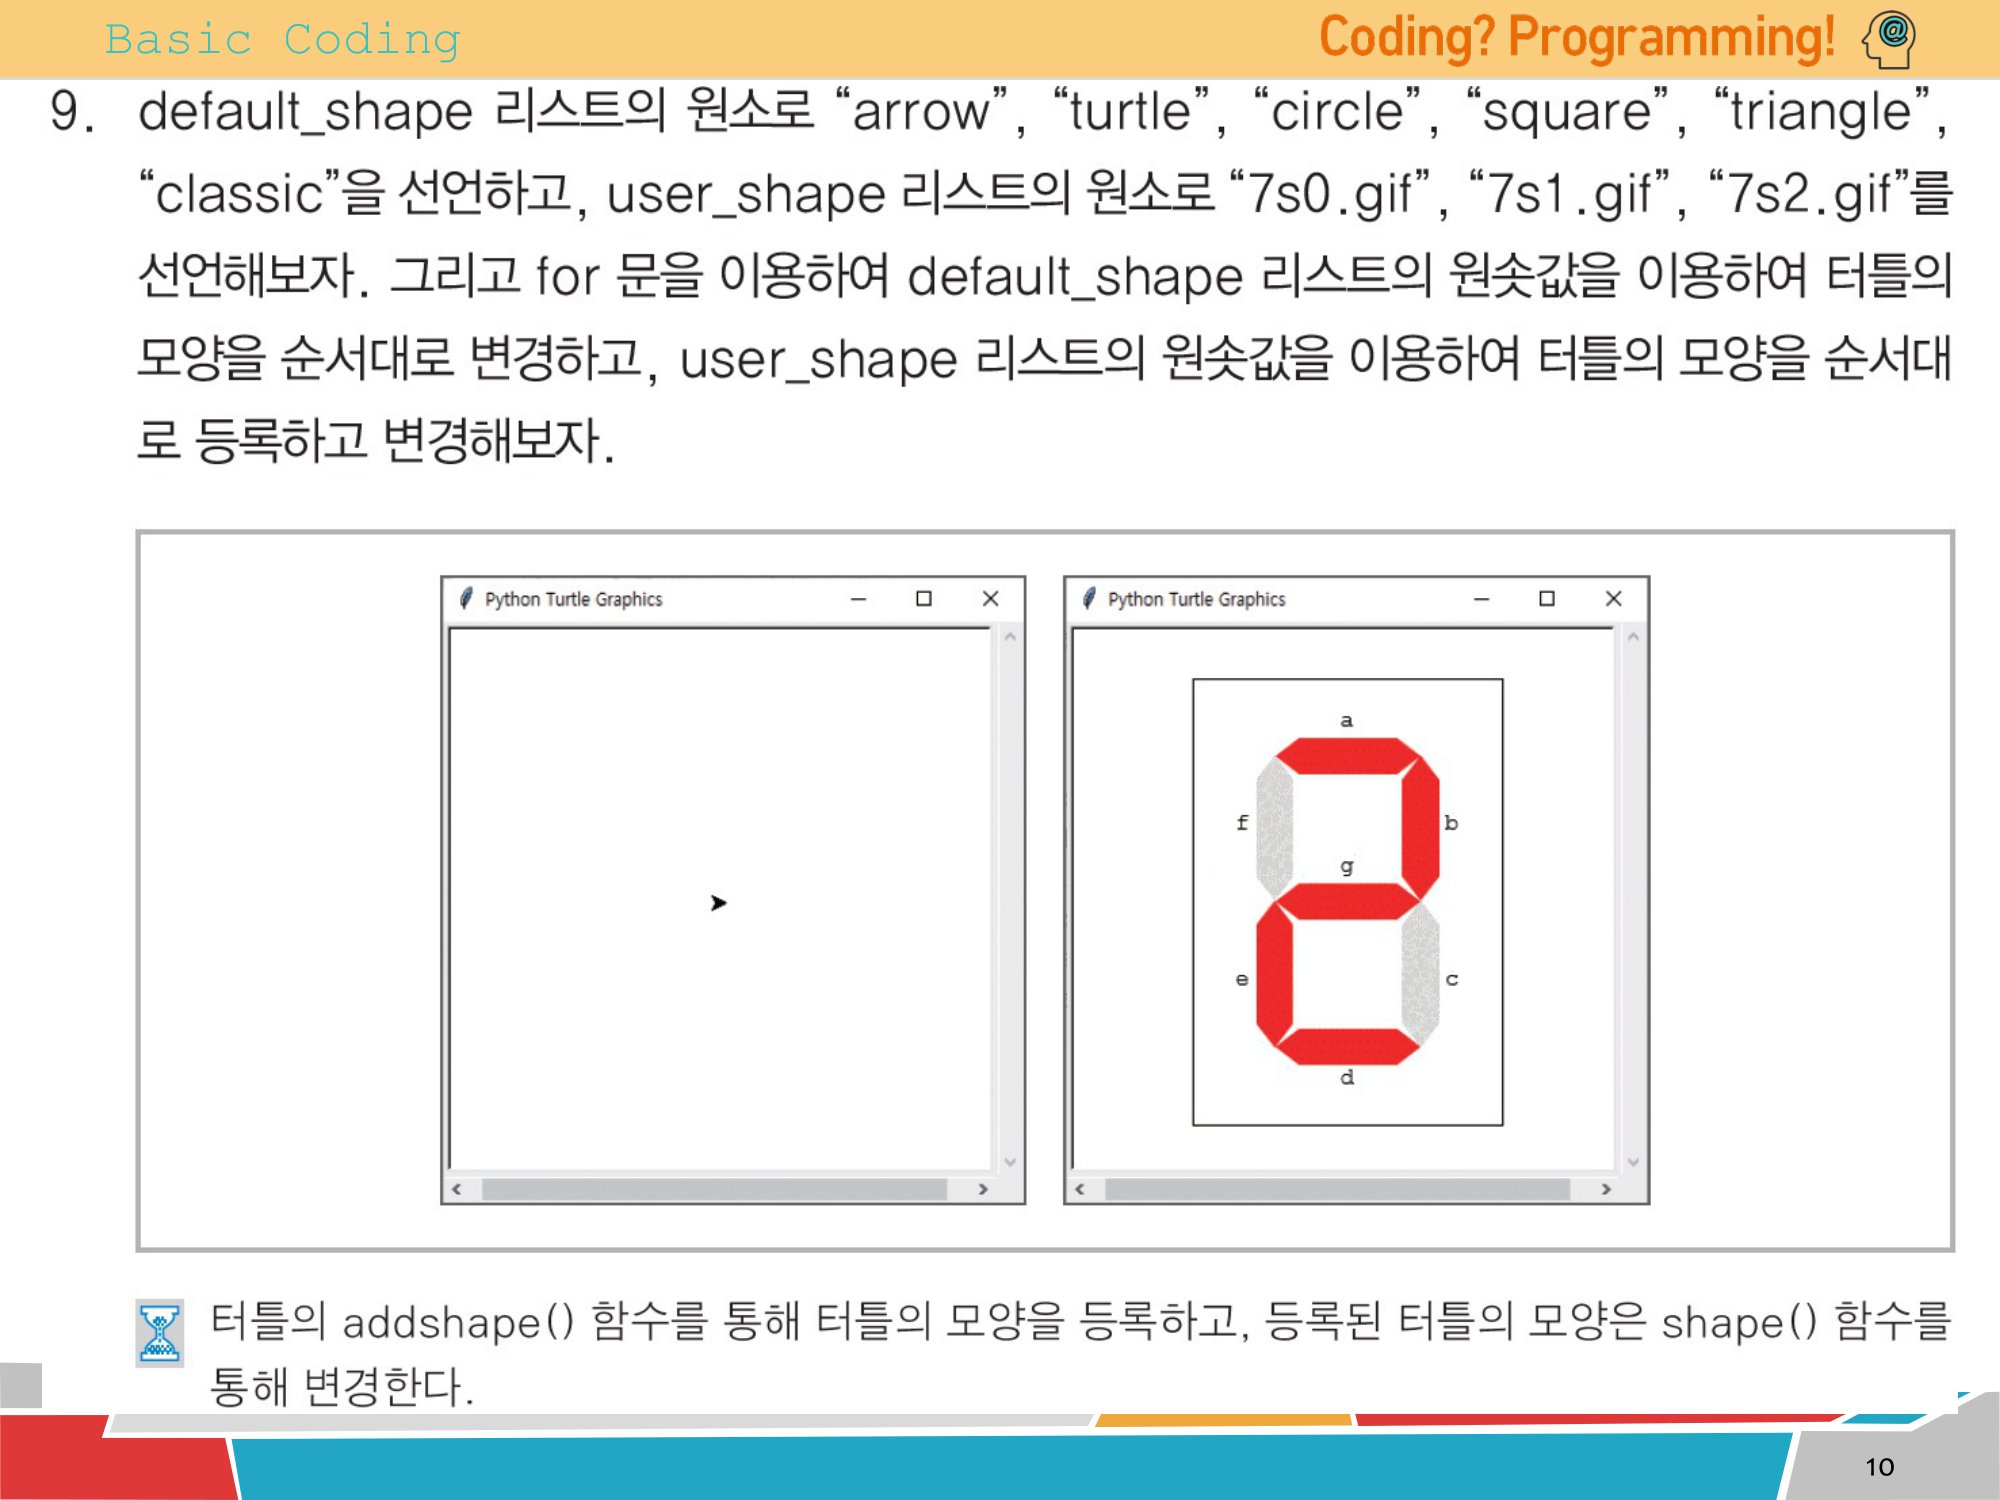 Basic Coding
Coding? Programming!
@
9. default_shape 리스트의 원소로 “arrow”, “turtle”, “circle”, “square”, “triangle”,
“classic”을 선언하고, user_shape 리스트의 원소로 “7s0.gif”, “7s1.gif”, “7s2.gif”를
선언해보자. 그리고 for 문을 이용하여 default_shape 리스트의 원솟값을 이용하여 터틀의
모양을 순서대로 변경하고, user_shape 리스트의 원솟값을 이용하여 터틀의 모양을 순서대
로 등록하고 변경해보자.
Python Turtle Graphics
Python Turtle Graphics
a
f
b
g
e
c
d
터틀의 addshape() 함수를 통해 터틀의 모양을 등록하고, 등록된 터틀의 모양은 shape() 함수를
통해 변경한다.
10